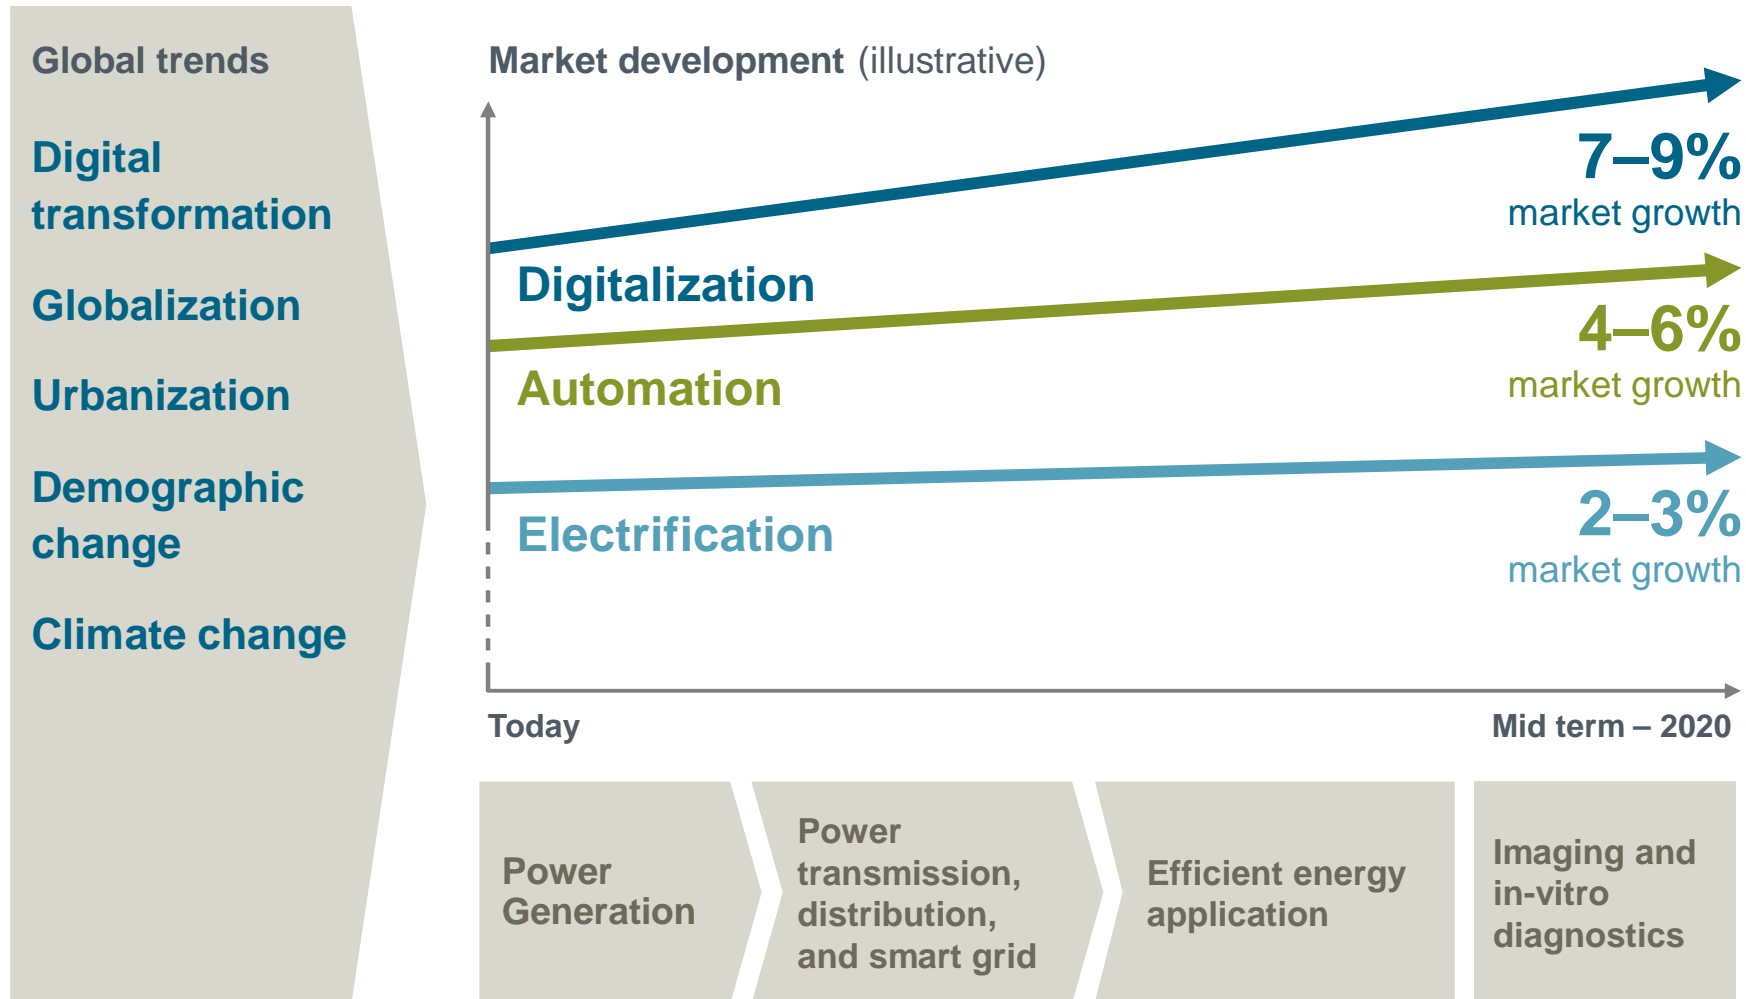 Global trends
Digital
transformation
Globalization
Urbanization
Demographic
change
Climate change
Market development (illustrative)
7–9%
market growth
Digitalization
4–6%
market growth
Automation
2–3%
market growth
Electrification
Today
Mid term – 2020
Power
Generation
Power
transmission,
distribution,
and smart grid
Efficient energy
application
Imaging and
in-vitro
diagnostics